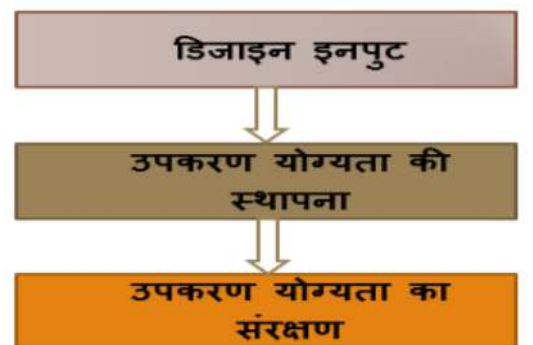 डिजाइन इनपुट
उपकरण योग्यता की
स्थापना
उपकरण योग्यता का
संरक्षण